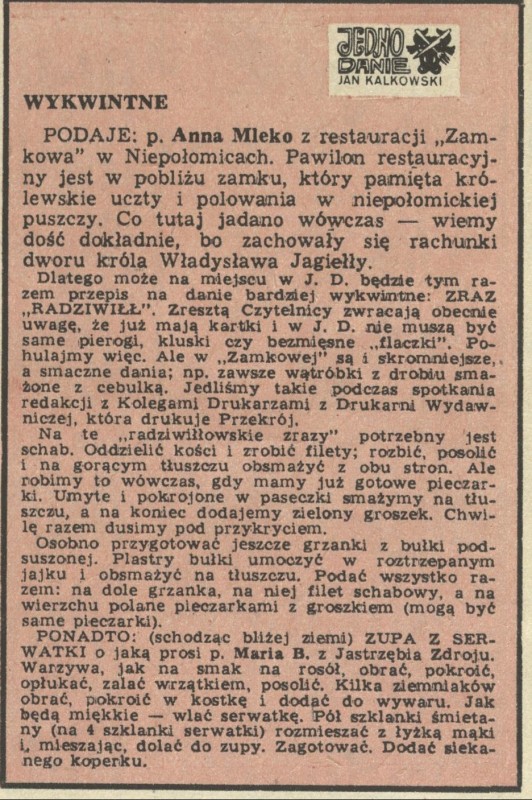 JEDNO
DANIE
JAN KALKOWSKI
WYKWINTNE
PODAJE: p. Anna Mleko z restauracji „Zam-
kowa” w Niepołomicach. Pawilon restauracyj-
ny jest w pobliżu zamku, który pamięta kró-
lewskie uczty i polowania w niepołomickiej
puszczy. Co tutaj jadano wówczas — wiemy
dość dokładnie, bo zachowały się rachunki
dworu króla Władysława Jagiełły.
Dlatego może na miejscu w J. D. będzie tym ra-
zem przepis na danie bardziej wykwintne: ZRAZ
„RADZIWIŁŁ”. Zresztą Czytelnicy zwracają obecnie
uwagę, że już mają kartki i w J. D. nie muszą być
same pierogi, kluski czy bezmięsne „flaczki”. Po-
hulajmy więc. Ale w „Zamkowej” są i skromniejsze,
a smaczne dania; np. zawsze wątróbki z drobiu sma-
żone z cebulką. Jedliśmy takie podczas spotkania
redakcji z Kolegami Drukarzami z Drukarni Wydaw-
niczej, która drukuje Przekrój.
Na te „radziwiłłowskie zrazy” potrzebny jest
schab. Oddzielić kości i zrobić filety; rozbić, posolić
i na gorącym tłuszczu obsmażyć z obu stron. Ale
robimy to wówczas, gdy mamy już gotowe pieczar-
ki. Umyte i pokrojone w paseczki smażymy na tłu-
szczu, a na koniec dodajemy zielony groszek. Chwi-
lę razem dusimy pod przykryciem.
Osobno przygotować jeszcze grzanki z bułki pod-
suszonej. Plastry bułki umoczyć w roztrzepanym
jajku i obsmażyć na tłuszczu. Podać wszystko ra-
zem: na dole grzanka, na niej filet schabowy, a na
wierzchu polane pieczarkami z groszkiem (mogą być
same pieczarki).
PONADTO: (schodząc bliżej ziemi) ZUPA Z SER-
WATKI o jaką prosi p. Maria B. z Jastrzębia Zdroju.
Warzywa, jak na smak na rosół, obrać, pokroić,
opłukać, zalać wrzątkiem, posolić. Kilka ziemniaków
obrać, pokroić w kostkę i dodać do wywaru. Jak
będą miękkie — wlać serwatkę. Pół szklanki śmieta-
ny (na 4 szklanki serwatki) rozmieszać z łyżką mąki
i, mieszając, dolać do zupy. Zagotować. Dodać sieka-
nego koperku.